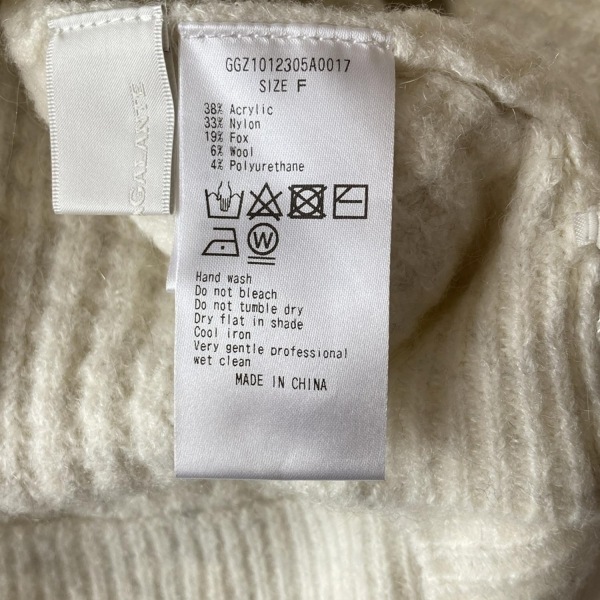 GALANTE
GGZ1012305A0017
SIZE F
38% Acrylic
33% Nylon
19% Fox
6% Wool
4% Polyurethane
W
Hand wash
Do not bleach
Do not tumble dry
Dry flat in shade
Cool iron
Very gentle professional
wet clean
MADE IN CHINA